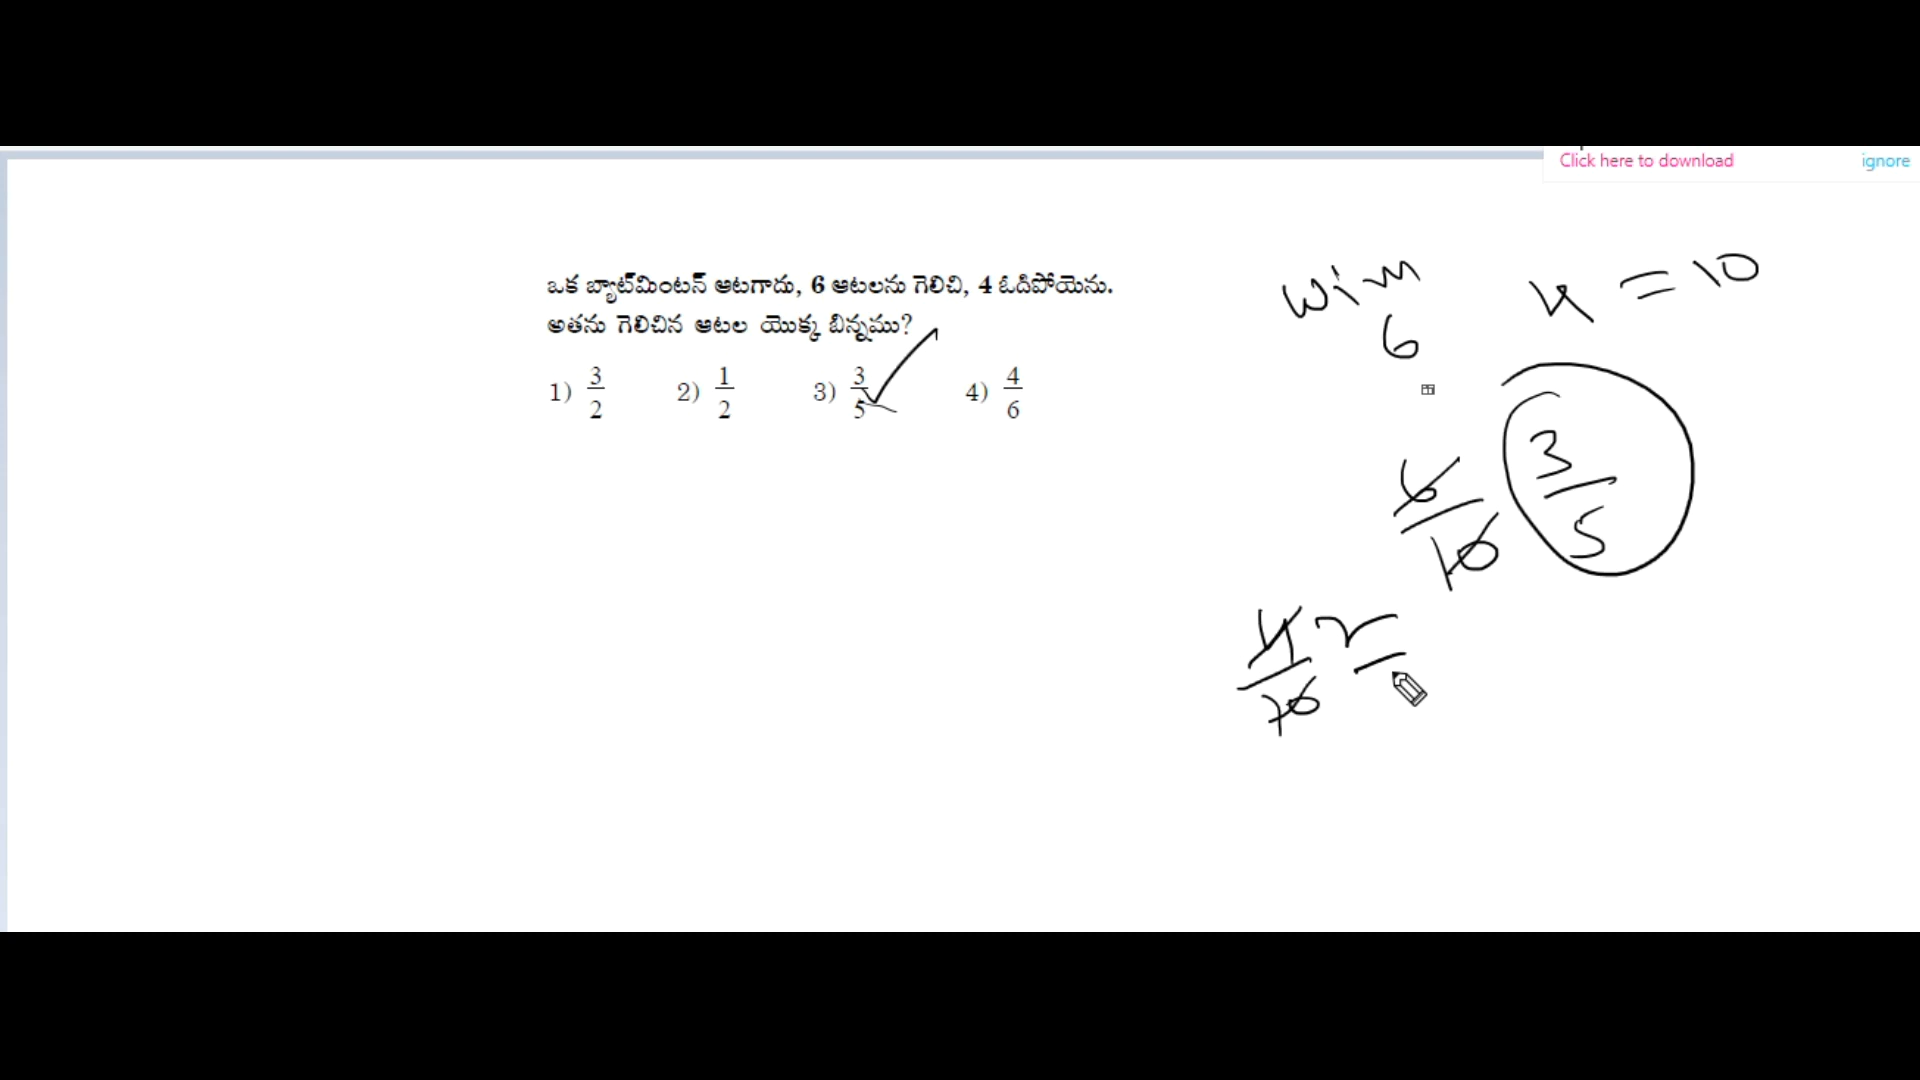 Click here to download ignore
ఒక బ్యాట్‌మింటన్ ఆటగాడు, 6 ఆటలను గెలిచి, 4 ఓడిపోయెను.
అతను గెలిచిన ఆటల యొక్క భిన్నము?
1) 3/2 2) 1/2 3) 3/5 4) 4/6
win 4 = 10
6
6/10 3/5
4/10 2